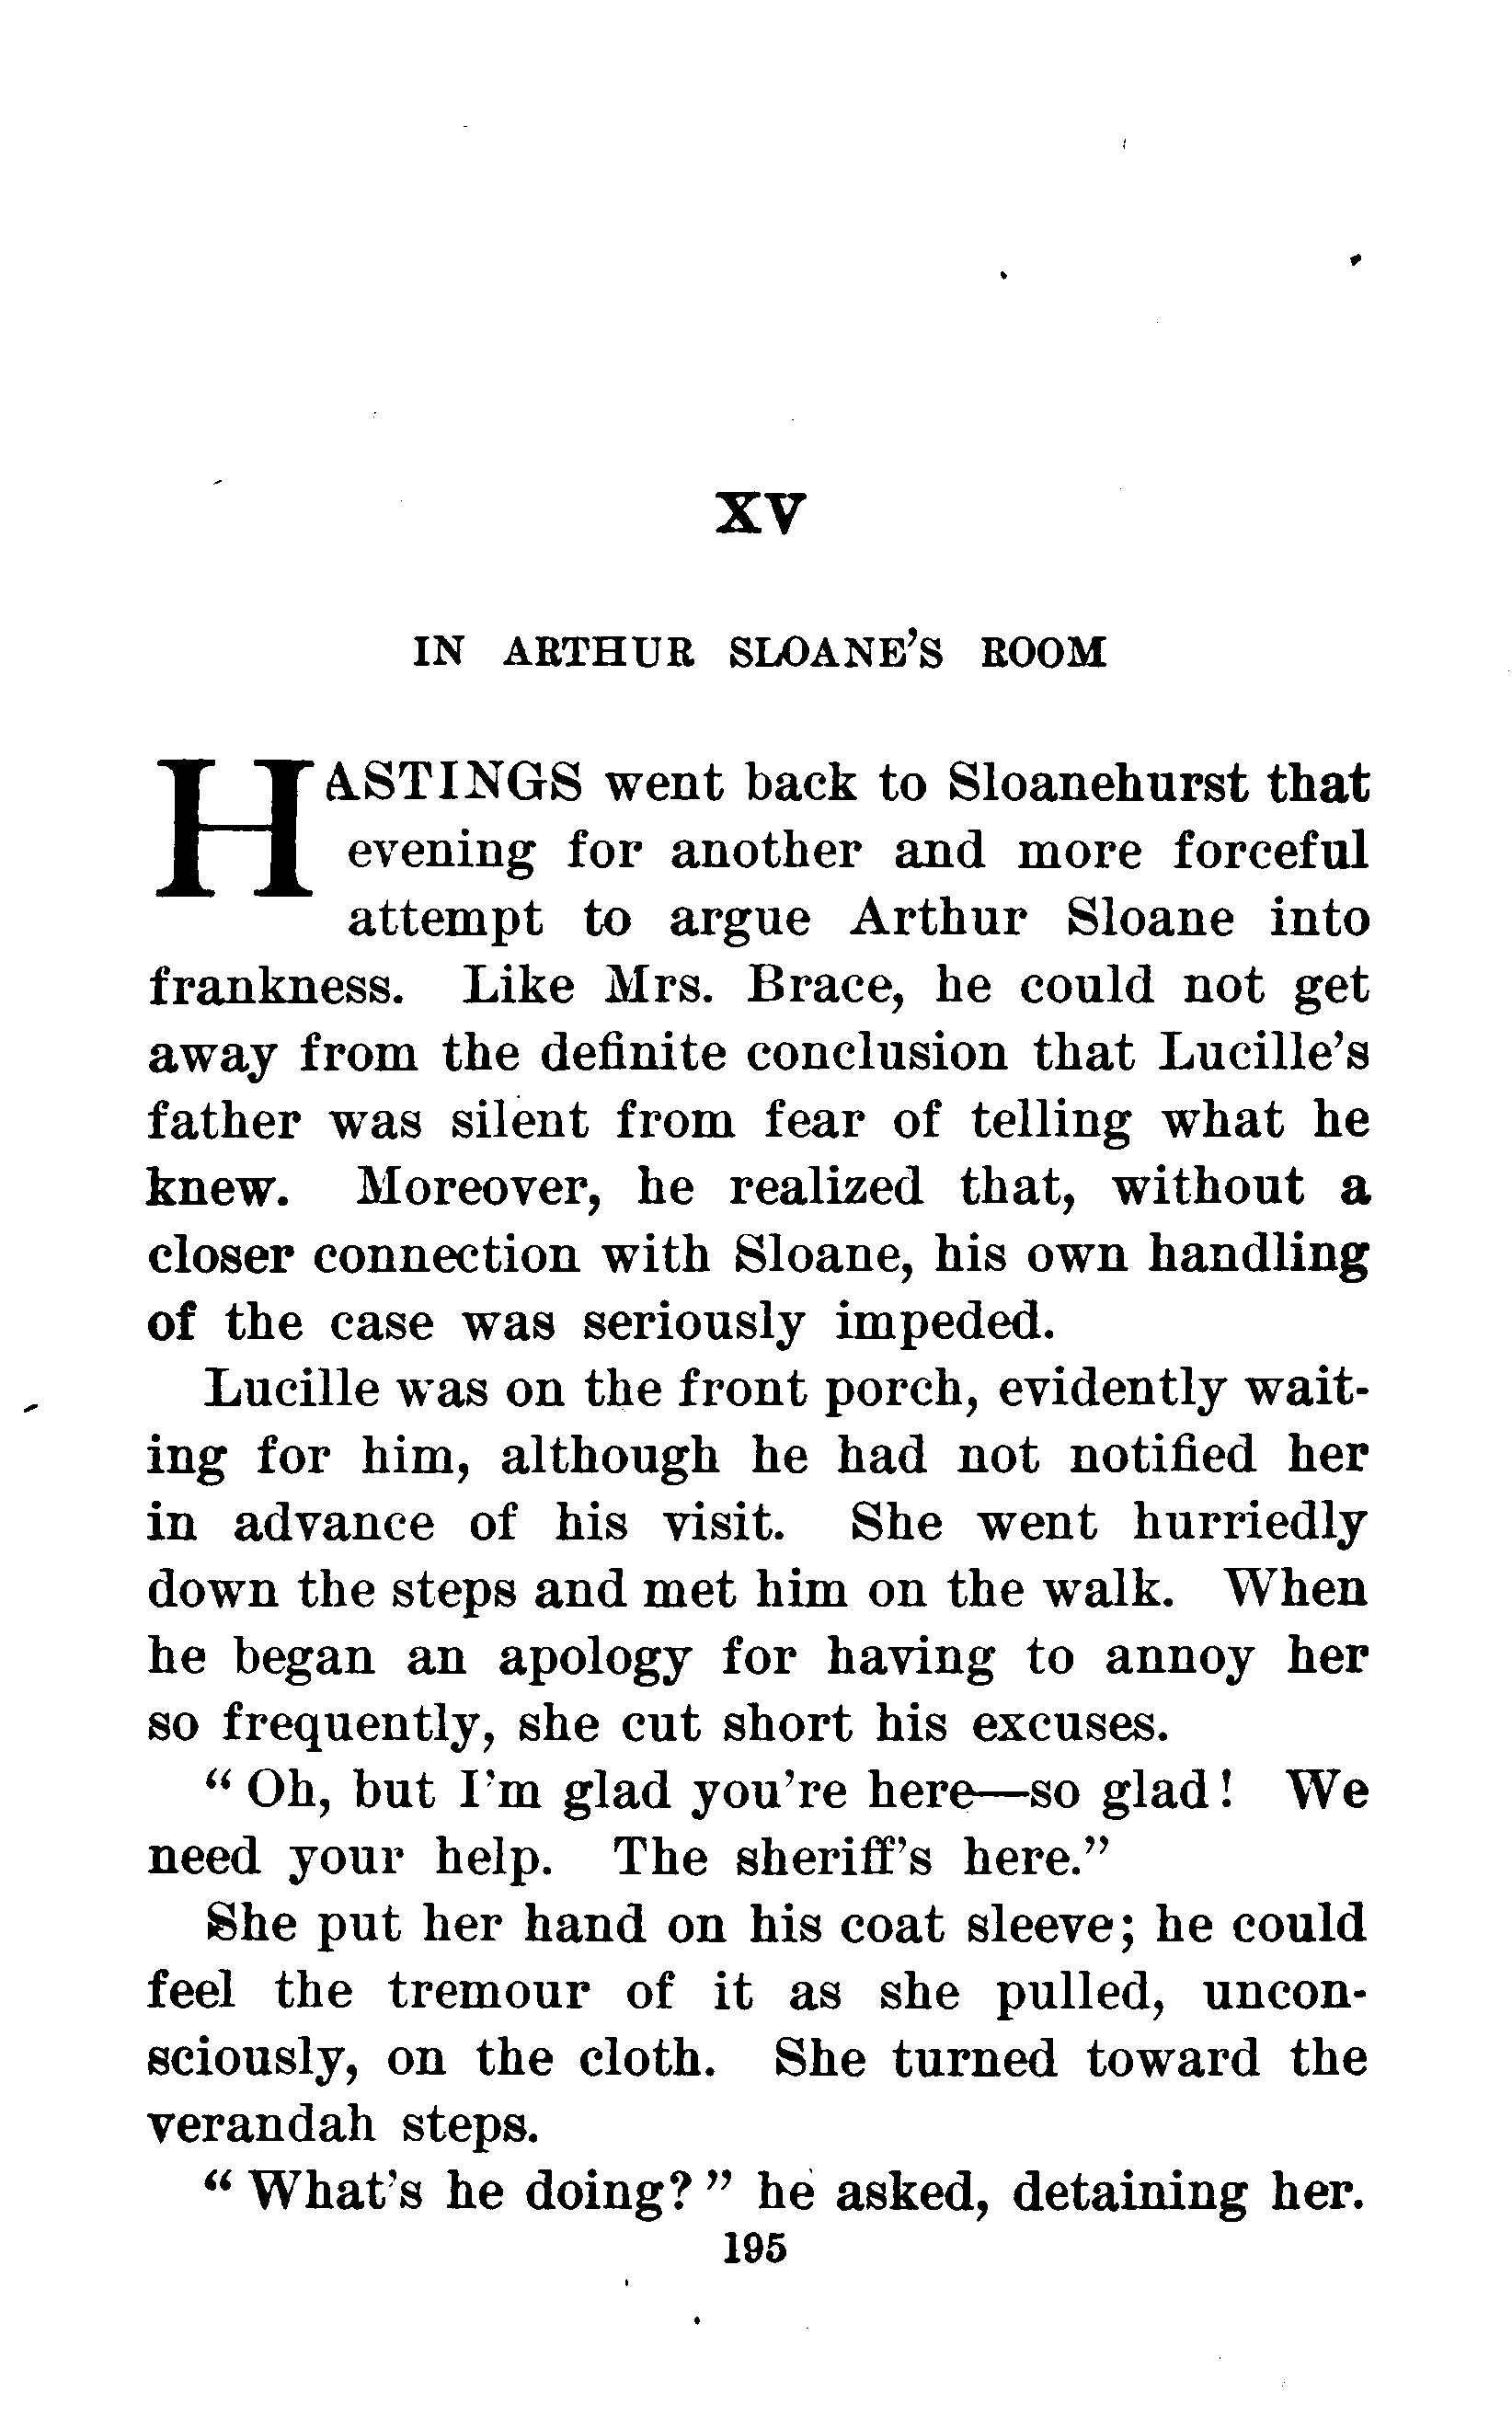 XV
IN ARTHUR SLOANE'S ROOM
HASTINGS went back to Sloanehurst that
evening for another and more forceful
attempt to argue Arthur Sloane into
frankness. Like Mrs. Brace, he could not get
away from the definite conclusion that Lucille's
father was silent from fear of telling what he
knew. Moreover, he realized that, without a
closer connection with Sloane, his own handling
of the case was seriously impeded.
Lucille was on the front porch, evidently wait-
ing for him, although he had not notified her
in advance of his visit. She went hurriedly
down the steps and met him on the walk. When
he began an apology for having to annoy her
so frequently, she cut short his excuses.
“ Oh, but I'm glad you're here—so glad! We
need your help. The sheriff's here.”
She put her hand on his coat sleeve; he could
feel the tremour of it as she pulled, uncon-
sciously, on the cloth. She turned toward the
verandah steps.
“ What's he doing? ” he asked, detaining her.
195